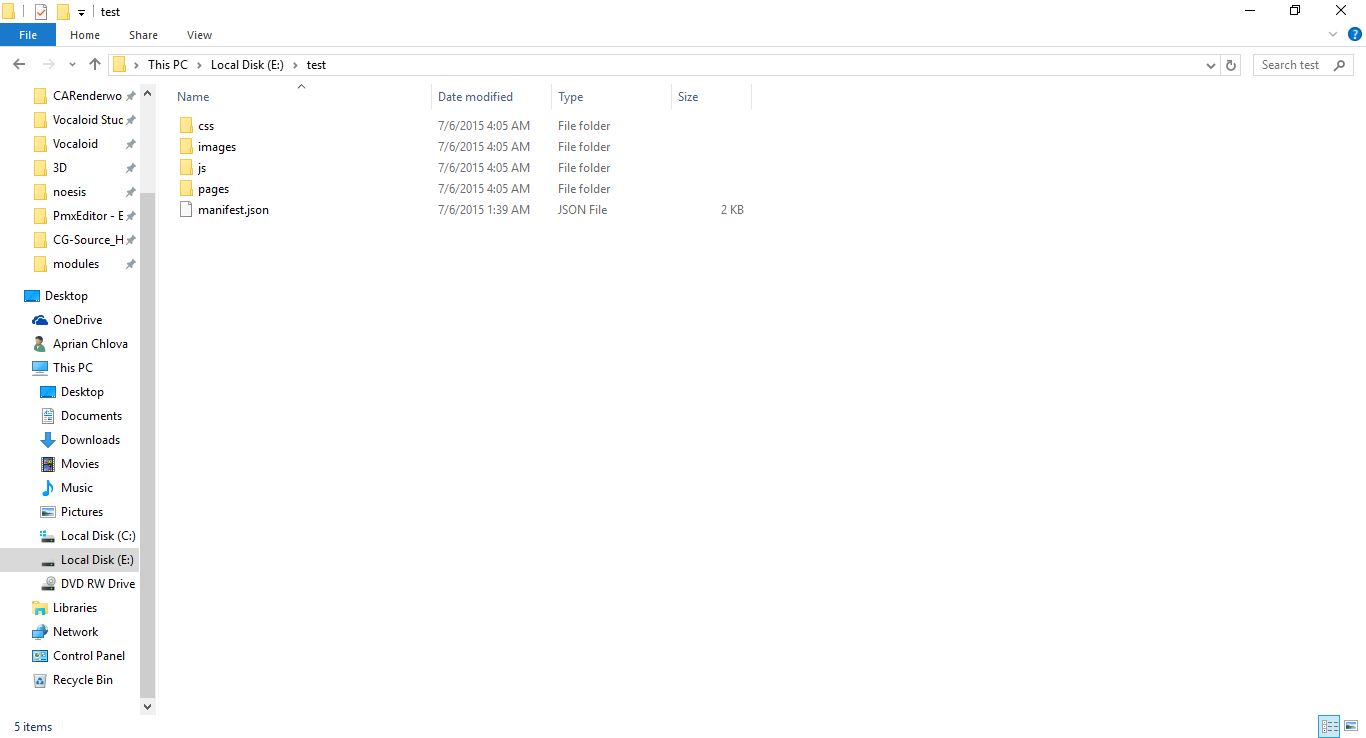 test
File Home Share View
This PC Local Disk (E:) test Search test
Name Date modified Type Size
css 7/6/2015 4:05 AM File folder
images 7/6/2015 4:05 AM File folder
js 7/6/2015 4:05 AM File folder
pages 7/6/2015 4:05 AM File folder
manifest.json 7/6/2015 1:39 AM JSON File 2 KB
CARenderwo
Vocaloid Stud
Vocaloid
3D
noesis
PmxEditor - E
CG-Source_H
modules
Desktop
OneDrive
Aprian Chlova
This PC
Desktop
Documents
Downloads
Movies
Music
Pictures
Local Disk (C:)
Local Disk (E:)
DVD RW Drive
Libraries
Network
Control Panel
Recycle Bin
5 items